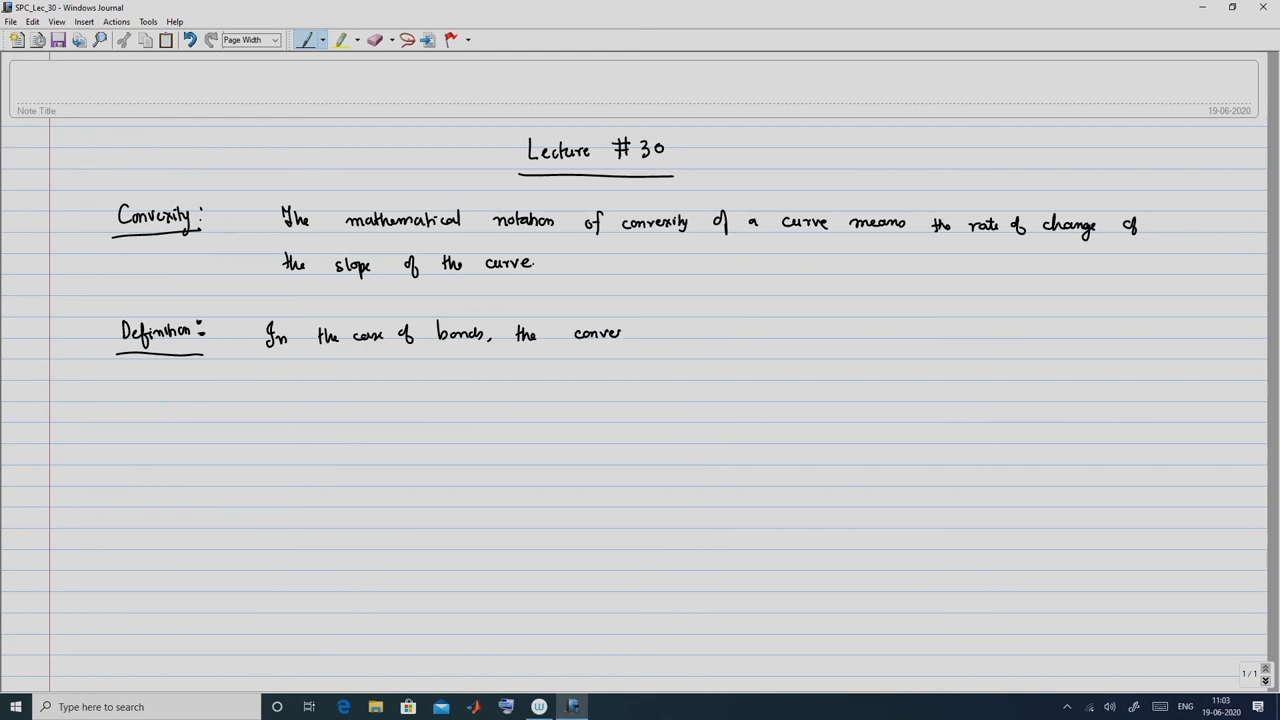 SPC_Lec_30 - Windows Journal
File Edit View Insert Actions Tools Help
Page Width
Note Title
19-06-2020
Lecture # 30
Convexity: The mathematical notation of convexity of a curve means the rate of change of
the slope of the curve.
Definition:- In the case of bonds, the conve
1/1
Type here to search
ENG
11:03
19-06-2020